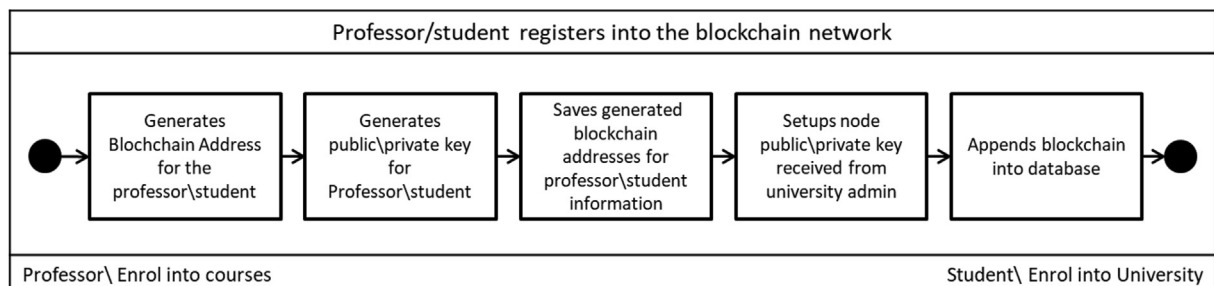 Professor/student registers into the blockchain network
Generates
Blochchain Address
for the
professor\student
Generates
public\private key
for
Professor\student
Saves generated
blockchain
addresses for
professor\student
information
Setups node
public\private key
received from
university admin
Appends blockchain
into database
Professor\ Enrol into courses
Student\ Enrol into University